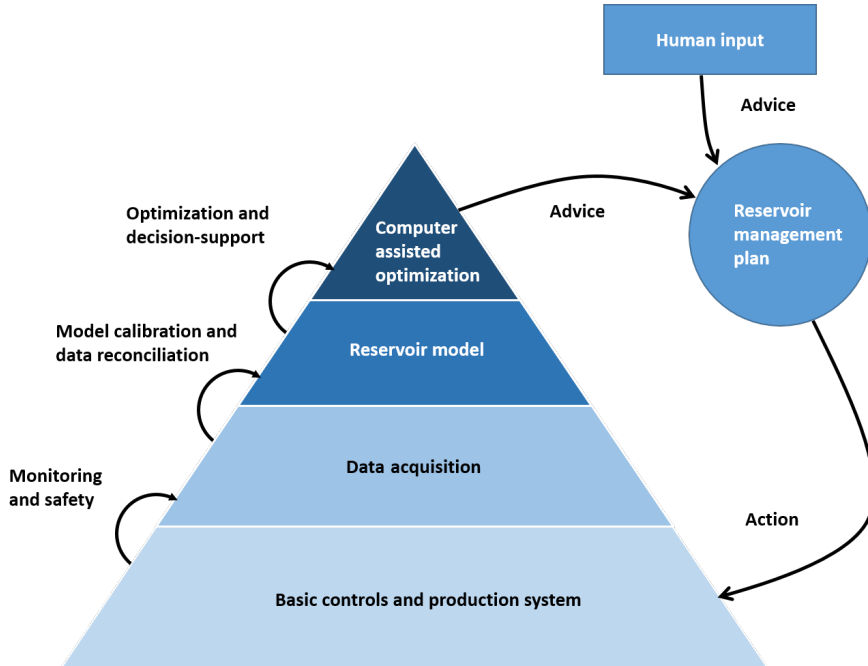 Human input
Advice
Optimization and
decision-support
Computer
assisted
optimization
Advice
Reservoir
management
plan
Model calibration and
data reconciliation
Reservoir model
Monitoring
and safety
Data acquisition
Action
Basic controls and production system